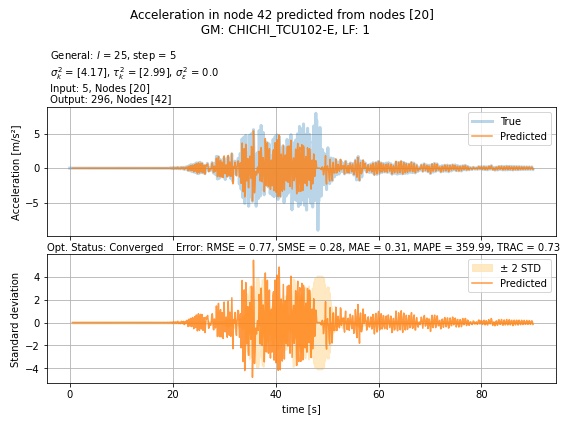 Acceleration in node 42 predicted from nodes [20]
GM: CHICHI_TCU102-E, LF: 1
General: l = 25, step = 5
σ²ₖ = [4.17], τ²ₖ = [2.99], σ²ε = 0.0
Input: 5, Nodes [20]
Output: 296, Nodes [42]
True
Predicted
5
0
−5
Acceleration [m/s²]
Opt. Status: Converged Error: RMSE = 0.77, SMSE = 0.28, MAE = 0.31, MAPE = 359.99, TRAC = 0.73
± 2 STD
Predicted
4
2
0
−2
−4
Standard deviation
0 20 40 60 80
time [s]